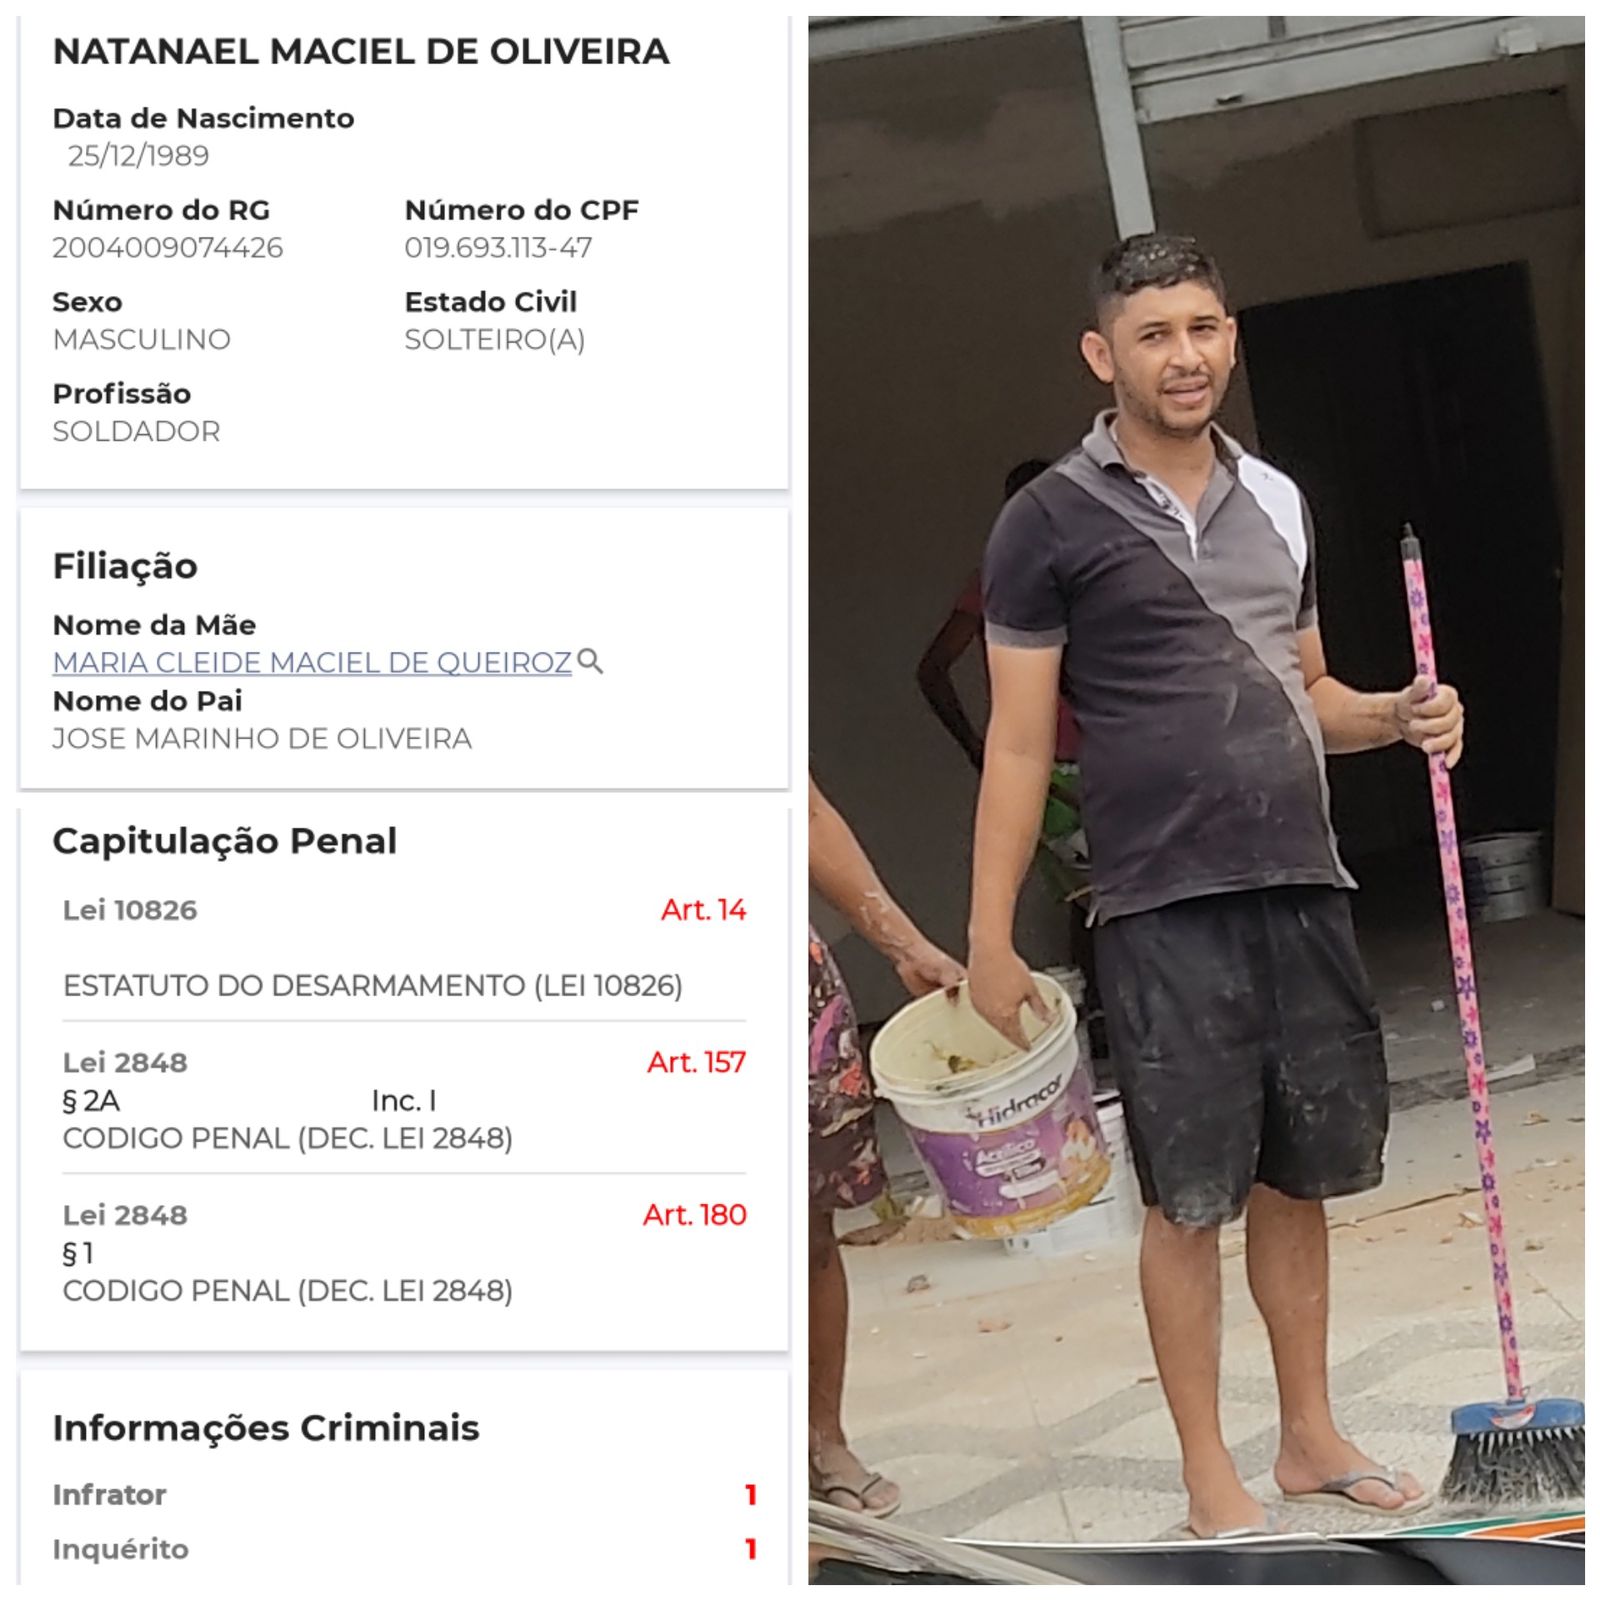 NATANAEL MACIEL DE OLIVEIRA
Data de Nascimento
25/12/1989
Número do RG
2004009074426
Número do CPF
019.693.113-47
Sexo
MASCULINO
Estado Civil
SOLTEIRO(A)
Profissão
SOLDADOR
Filiação
Nome da Mãe
MARIA CLEIDE MACIEL DE QUEIROZ
Nome do Pai
JOSE MARINHO DE OLIVEIRA
Capitulação Penal
Lei 10826 Art. 14
ESTATUTO DO DESARMAMENTO (LEI 10826)
Lei 2848 Art. 157
§ 2A Inc. I
CODIGO PENAL (DEC. LEI 2848)
Lei 2848 Art. 180
§ 1
CODIGO PENAL (DEC. LEI 2848)
Informações Criminais
Infrator 1
Inquérito 1
Hidracor
Acrílico